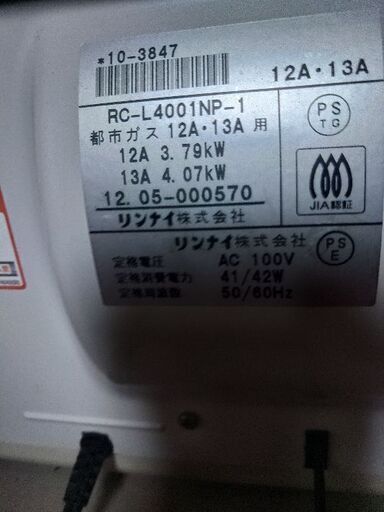 *10-3847
12A・13A
RC-L4001NP-1
都市ガス 12A・13A 用
12A 3.79kW
13A 4.07kW
12.05-000570
リンナイ株式会社
PS
TG
JIA認証
リンナイ株式会社
定格電圧 AC 100V
定格消費電力 41/42W
定格周波数 50/60Hz
PS
E